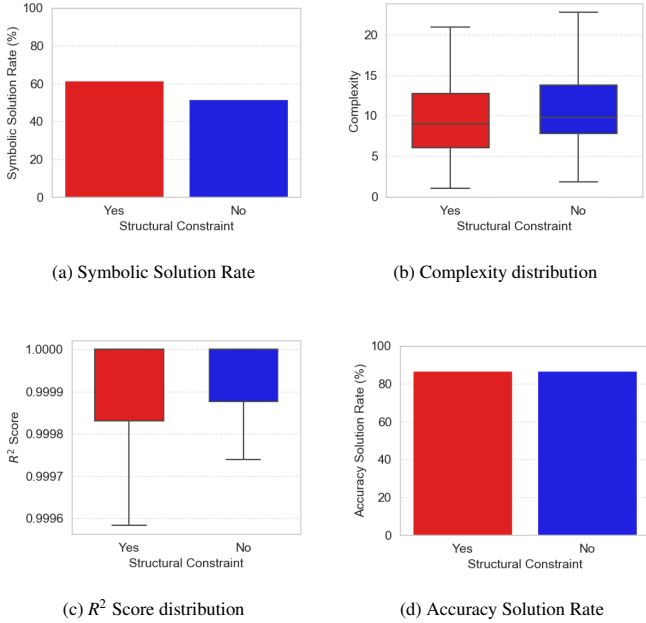 100
80
60
40
20
0
Symbolic Solution Rate (%)
Yes No
Structural Constraint
(a) Symbolic Solution Rate
20
15
10
5
0
Complexity
Yes No
Structural Constraint
(b) Complexity distribution
1.0000
0.9999
0.9998
0.9997
0.9996
R² Score
Yes No
Structural Constraint
(c) R² Score distribution
100
80
60
40
20
0
Accuracy Solution Rate (%)
Yes No
Structural Constraint
(d) Accuracy Solution Rate